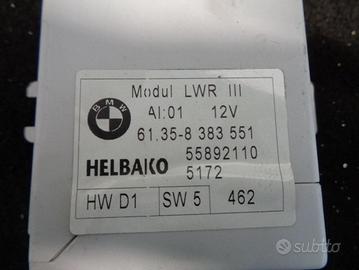 BMW
Modul LWR III
AI:01 12V
61.35-8 383 551
55892110
HELBAKO 5172
HW D1 SW 5 462
subito